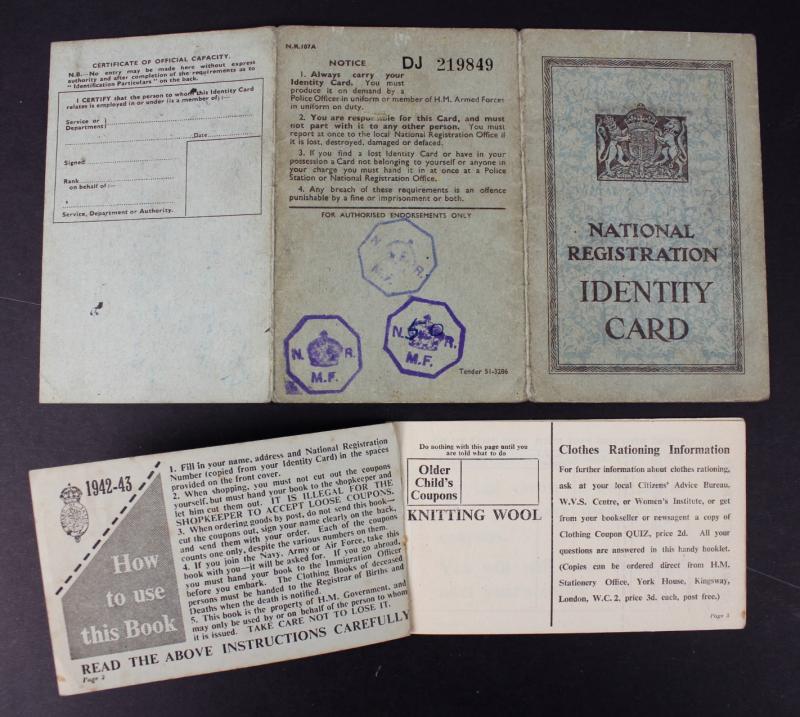 CERTIFICATE OF OFFICIAL CAPACITY.
N.B.—No entry may be made here without express
authority and after completion of the requirements as to
"Identification Particulars" on the back.
I CERTIFY that the person to whom this Identity Card
relates is employed in or under (is a member of) :—
Service or
Department
Date
Signed
Rank
on behalf of :—
Service, Department or Authority.
N.R. 107A
NOTICE DJ 219849
1. Always carry your
Identity Card. You must
produce it on demand by a
Police Officer in uniform or member of H.M. Armed Forces
in uniform on duty.
2. You are responsible for this Card, and must
not part with it to any other person. You must
report at once to the local National Registration Office if
it is lost, destroyed, damaged or defaced.
3. If you find a lost Identity Card or have in your
possession a Card not belonging to yourself or anyone in
your charge you must hand it in at once at a Police
Station or National Registration Office.
4. Any breach of these requirements is an offence
punishable by a fine or imprisonment or both.
FOR AUTHORISED ENDORSEMENTS ONLY
N. R.
M.F.
N. R.
M.F.
N. R.
M.F.
Tender 51-3286
NATIONAL
REGISTRATION
IDENTITY
CARD
1942-43
How
to use
this Book
1. Fill in your name, address and National Registration
Number (copied from your Identity Card) in the spaces
provided on the front cover.
2. When shopping, you must not cut out the coupons
yourself, but must hand your book to the shopkeeper and
let him cut them out. IT IS ILLEGAL FOR THE
SHOPKEEPER TO ACCEPT LOOSE COUPONS.
3. When ordering goods by post, do not send this book—
cut the coupons out, sign your name clearly on the back,
and send them with your order. Each of the coupons
counts one only, despite the various numbers on them.
4. If you join the Navy, Army or Air Force, take this
book with you—it will be asked for. If you go abroad,
you must hand your book to the Immigration Officer
before you embark. The Clothing Books of deceased
persons must be handed to the Registrar of Births and
Deaths when the death is notified.
5. This book is the property of H.M. Government, and
may only be used by or on behalf of the person to whom
it is issued. TAKE CARE NOT TO LOSE IT.
READ THE ABOVE INSTRUCTIONS CAREFULLY
Page 2
Do nothing with this page until you
are told what to do
Older
Child's
Coupons
KNITTING WOOL
Clothes Rationing Information
For further information about clothes rationing,
ask at your local Citizens' Advice Bureau,
W.V.S. Centre, or Women's Institute, or get
from your bookseller or newsagent a copy of
Clothing Coupon QUIZ, price 2d. All your
questions are answered in this handy booklet.
(Copies can be ordered direct from H.M.
Stationery Office, York House, Kingsway,
London, W.C.2, price 3d. each, post free.)
Page 3